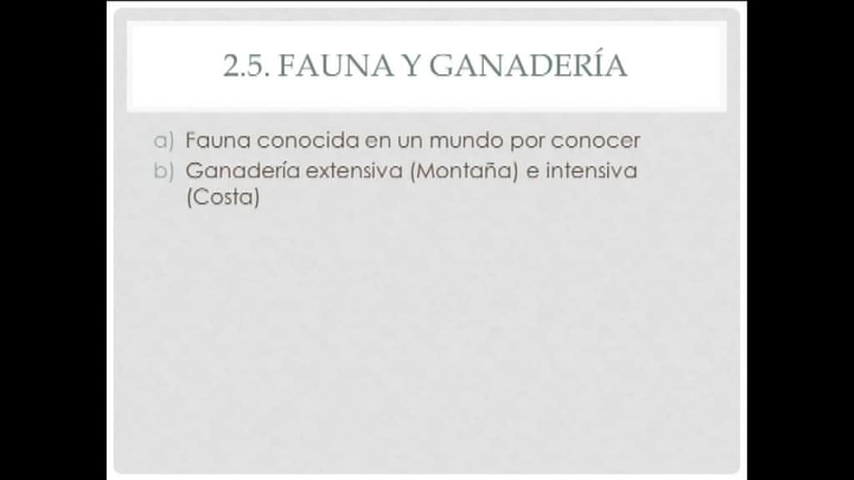 2.5. FAUNA Y GANADERÍA
a) Fauna conocida en un mundo por conocer
b) Ganadería extensiva (Montaña) e intensiva
(Costa)